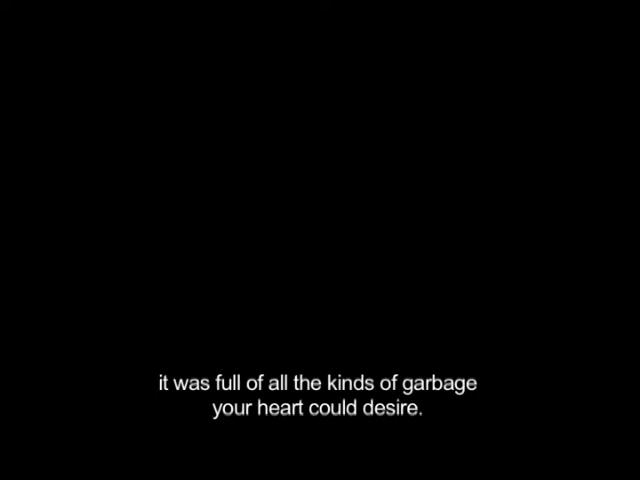 it was full of all the kinds of garbage
your heart could desire.